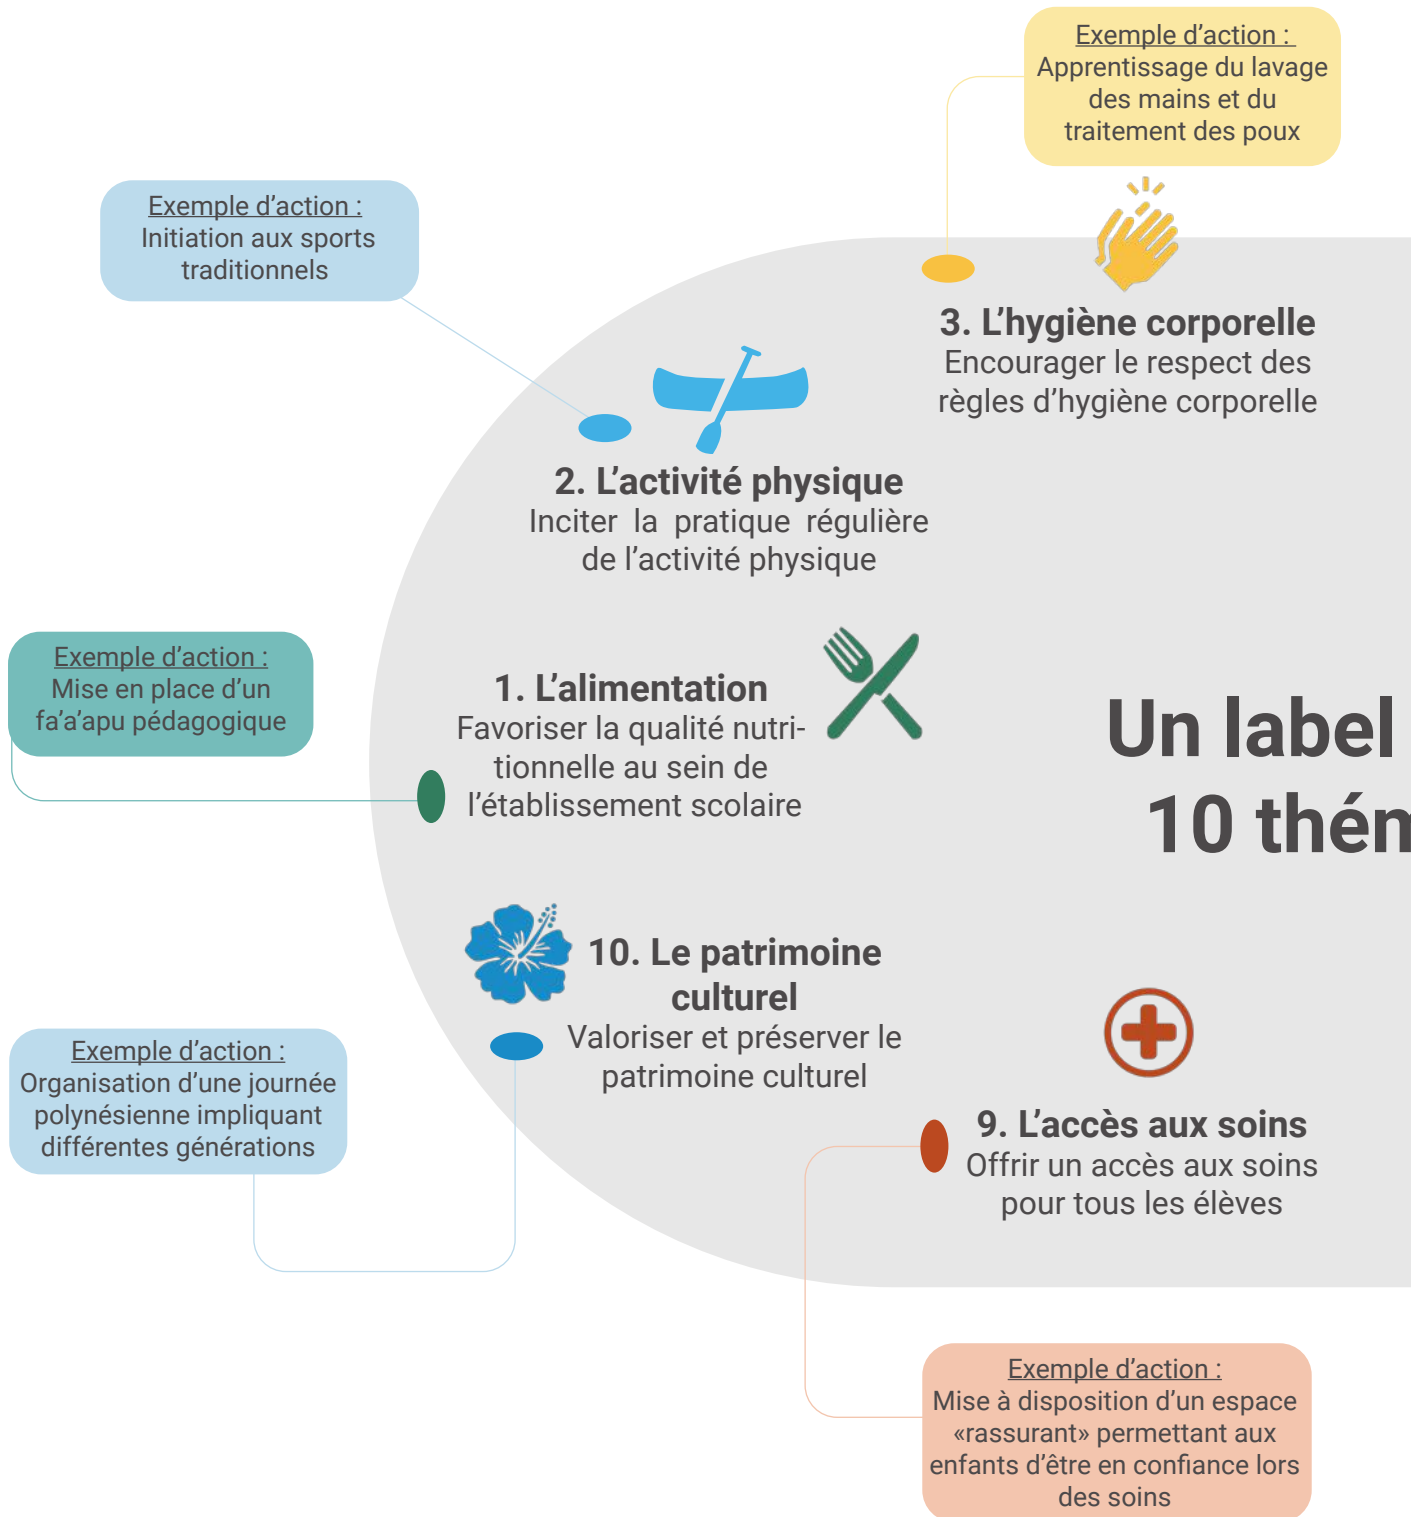 Exemple d’action :
Apprentissage du lavage
des mains et du
traitement des poux
Exemple d’action :
Initiation aux sports
traditionnels
3. L’hygiène corporelle
Encourager le respect des
règles d’hygiène corporelle
2. L’activité physique
Inciter la pratique régulière
de l’activité physique
Exemple d’action :
Mise en place d’un
fa’a’apu pédagogique
1. L’alimentation
Favoriser la qualité nutri-
tionnelle au sein de
l’établissement scolaire
Un label
10 thém
10. Le patrimoine
culturel
Valoriser et préserver le
patrimoine culturel
Exemple d’action :
Organisation d’une journée
polynésienne impliquant
différentes générations
9. L’accès aux soins
Offrir un accès aux soins
pour tous les élèves
Exemple d’action :
Mise à disposition d’un espace
«rassurant» permettant aux
enfants d’être en confiance lors
des soins